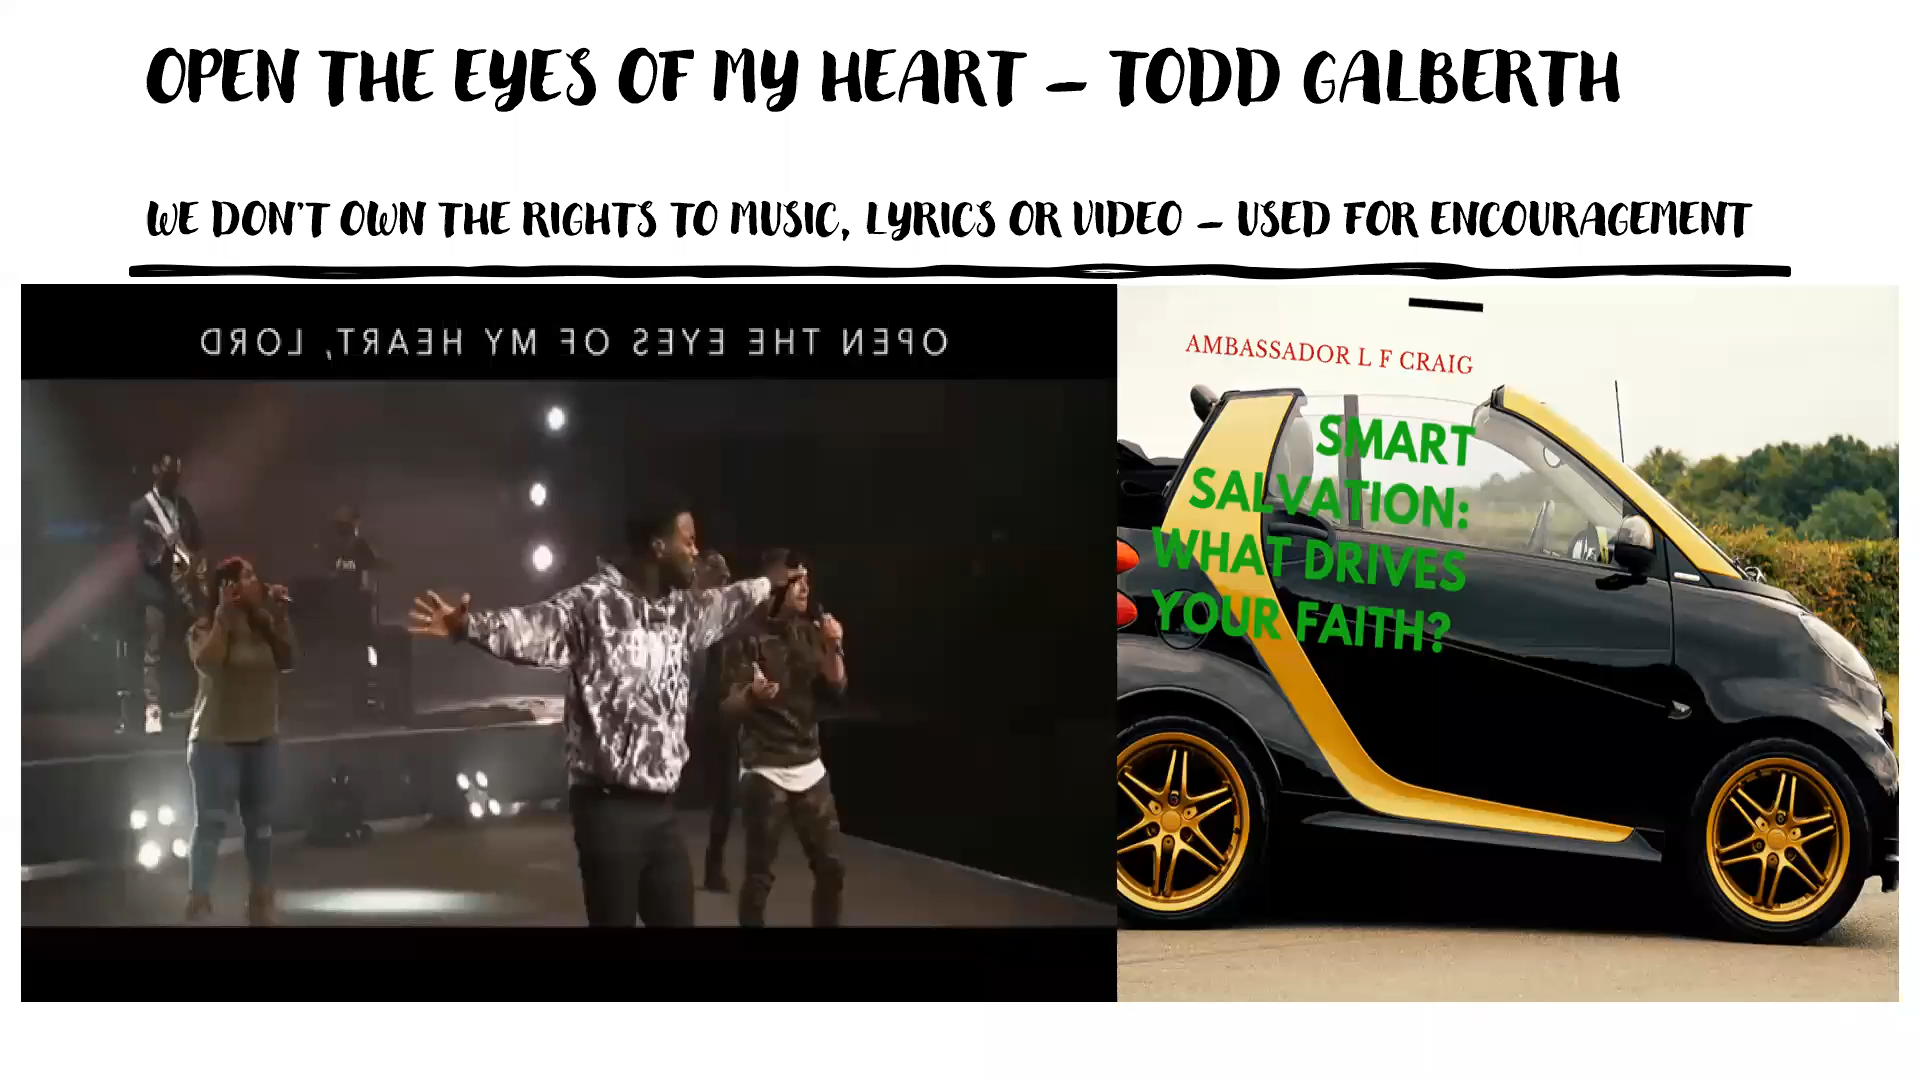 OPEN THE EYES OF MY HEART – TODD GALBERTH
WE DON'T OWN THE RIGHTS TO MUSIC, LYRICS OR VIDEO – USED FOR ENCOURAGEMENT
OPEN THE EYES OF MY HEART, LORD
AMBASSADOR L F CRAIG
SMART
SALVATION:
WHAT DRIVES
YOUR FAITH?